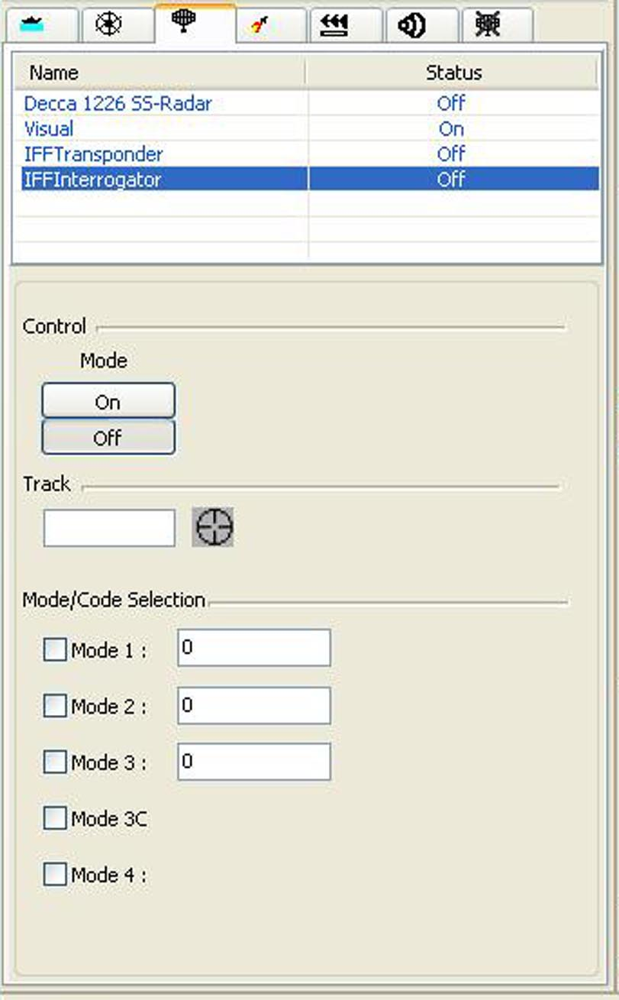 Name Status
Decca 1226 SS-Radar Off
Visual On
IFFTransponder Off
IFFInterrogator Off
Control
Mode
On
Off
Track
Mode/Code Selection
Mode 1 : 0
Mode 2 : 0
Mode 3 : 0
Mode 3C
Mode 4 :